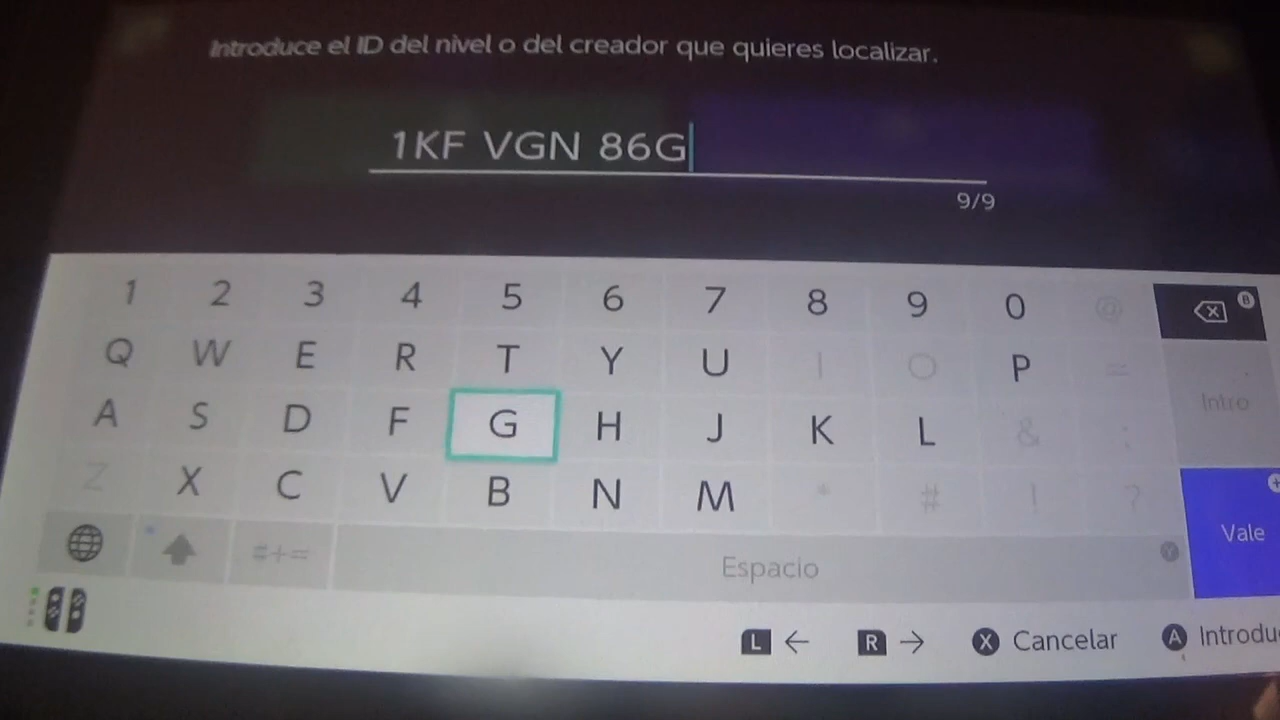 Introduce el ID del nivel o del creador que quieres localizar.
1KF VGN 86G
9/9
1 2 3 4 5 6 7 8 9 0 @ B
Q W E R T Y U I O P =
Intro
A S D F G H J K L & :
Z X C V B N M * # ! ?
+
Vale
#+= Espacio Y
L ← R → X Cancelar A Introdu